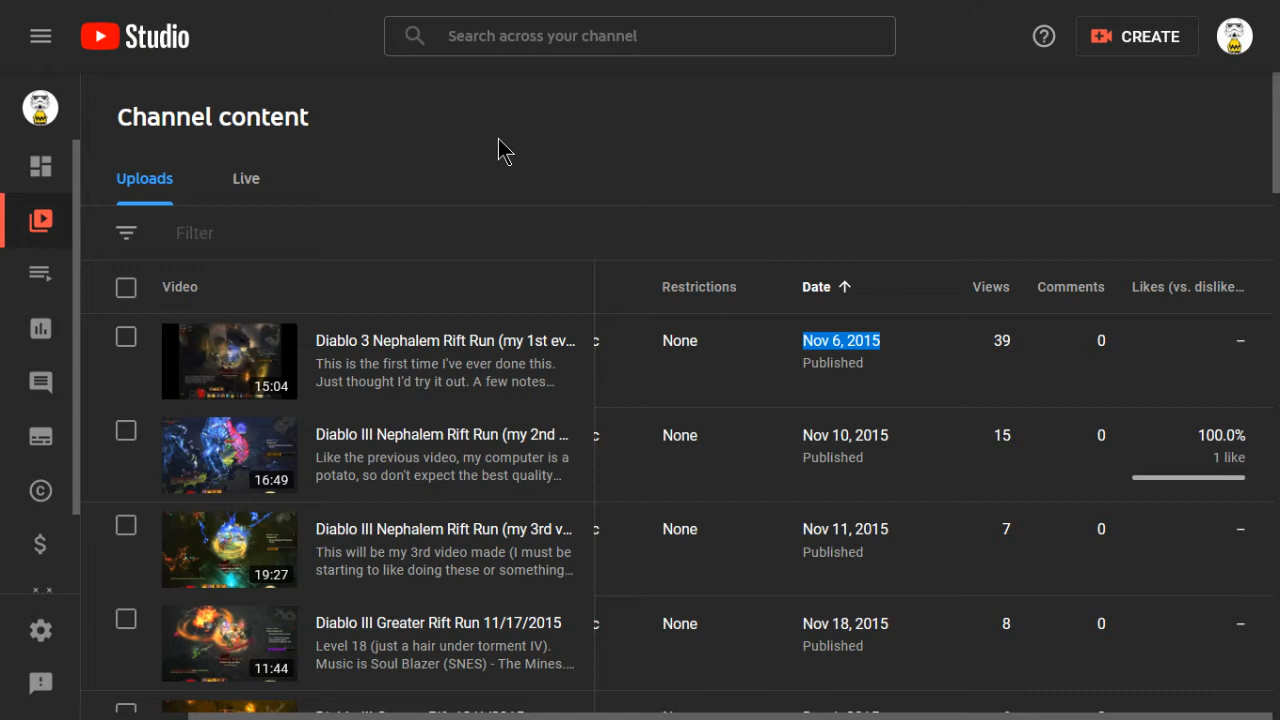 Studio
Search across your channel
CREATE
Channel content
Uploads
Live
Filter
Video
Restrictions
Date
Views
Comments
Likes (vs. dislike...
Diablo 3 Nephalem Rift Run (my 1st ev...
This is the first time I've ever done this.
Just thought I'd try it out. A few notes...
15:04
c
None
Nov 6, 2015
Published
39
0
–
Diablo III Nephalem Rift Run (my 2nd ...
Like the previous video, my computer is a
potato, so don't expect the best quality...
16:49
c
None
Nov 10, 2015
Published
15
0
100.0%
1 like
Diablo III Nephalem Rift Run (my 3rd v...
This will be my 3rd video made (I must be
starting to like doing these or something...
19:27
c
None
Nov 11, 2015
Published
7
0
–
Diablo III Greater Rift Run 11/17/2015
Level 18 (just a hair under torment IV).
Music is Soul Blazer (SNES) - The Mines....
11:44
c
None
Nov 18, 2015
Published
8
0
–